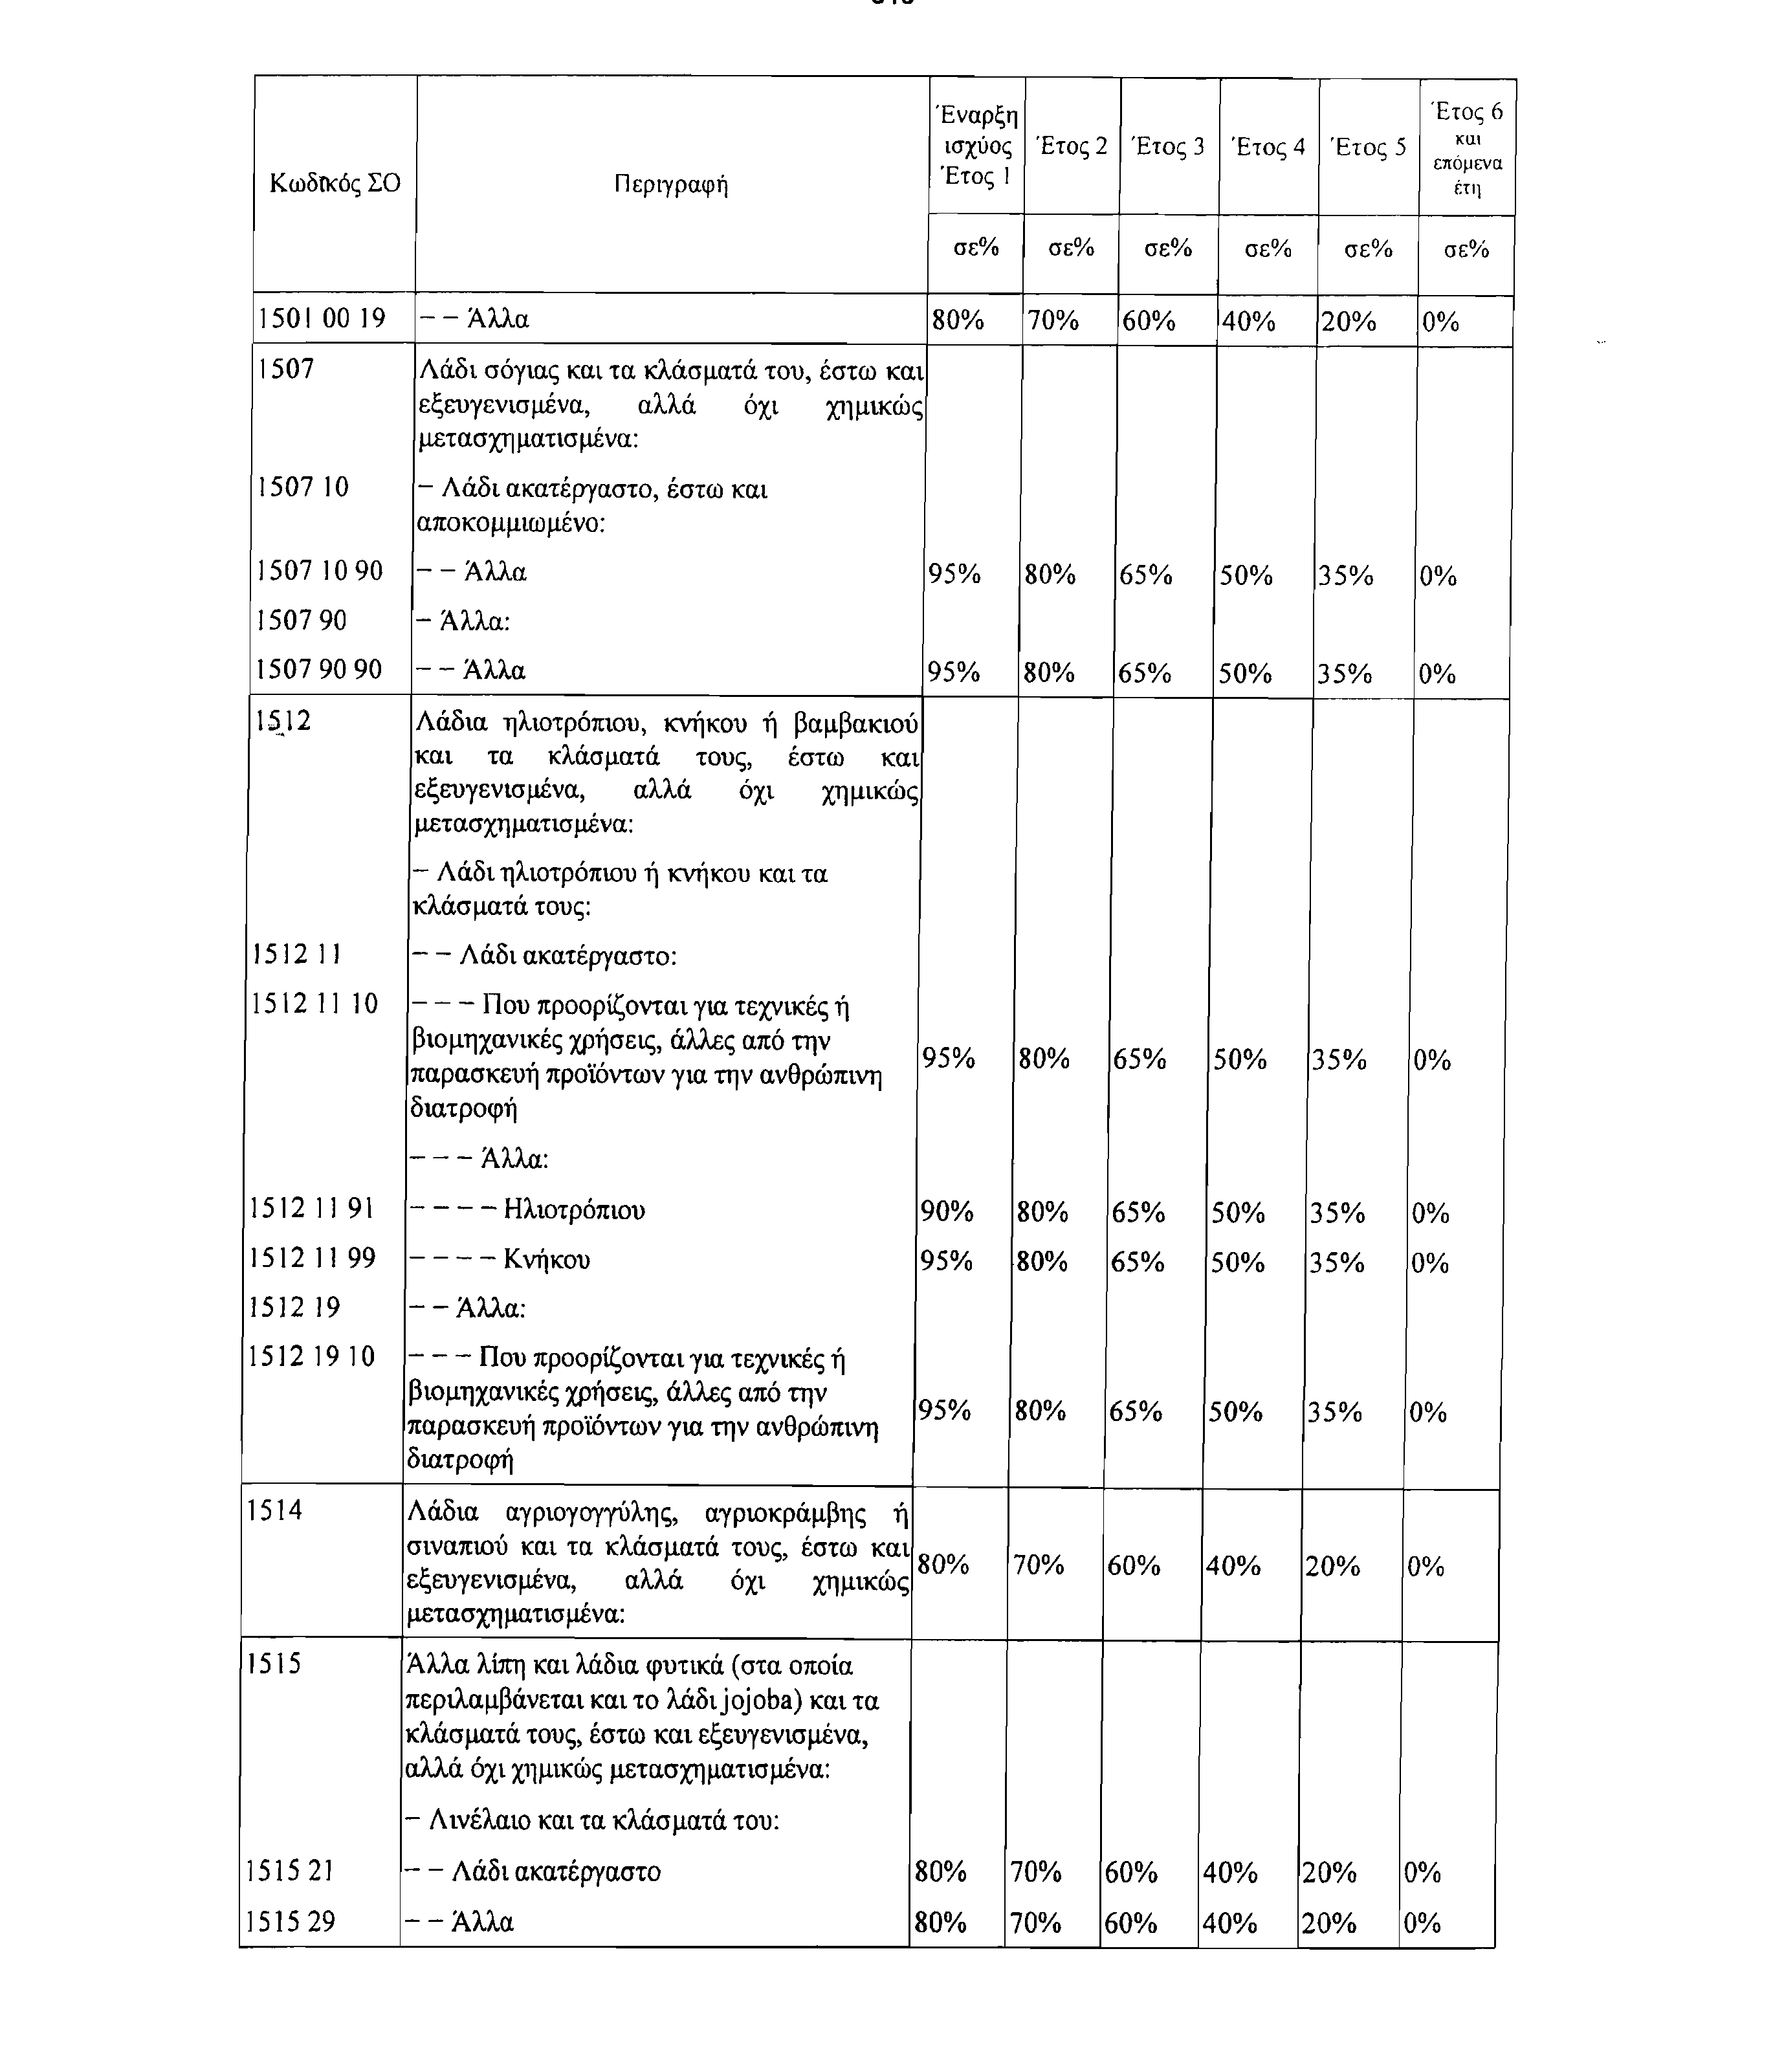 Έναρξη ισχύος Έτος 1 Έτος 2 Έτος 3 Έτος 4 Έτος 5 Έτος 6 και επόμενα έτη
Κωδικός ΣΟ Περιγραφή
σε% σε% σε% σε% σε% σε%
1501 00 19 – – Άλλα 80% 70% 60% 40% 20% 0%
1507 Λάδι σόγιας και τα κλάσματά του, έστω και
εξευγενισμένα, αλλά όχι χημικώς
μετασχηματισμένα:
1507 10 – Λάδι ακατέργαστο, έστω και
αποκομμιωμένο:
1507 10 90 – – Άλλα 95% 80% 65% 50% 35% 0%
1507 90 – Άλλα:
1507 90 90 – – Άλλα 95% 80% 65% 50% 35% 0%
1512 Λάδια ηλιοτρόπιου, κνήκου ή βαμβακιού
και τα κλάσματά τους, έστω και
εξευγενισμένα, αλλά όχι χημικώς
μετασχηματισμένα:
– Λάδι ηλιοτρόπιου ή κνήκου και τα
κλάσματά τους:
1512 11 – – Λάδι ακατέργαστο:
1512 11 10 – – – Που προορίζονται για τεχνικές ή
βιομηχανικές χρήσεις, άλλες από την
παρασκευή προϊόντων για την ανθρώπινη
διατροφή 95% 80% 65% 50% 35% 0%
– – – Άλλα:
1512 11 91 – – – – Ηλιοτρόπιου 90% 80% 65% 50% 35% 0%
1512 11 99 – – – – Κνήκου 95% 80% 65% 50% 35% 0%
1512 19 – – Άλλα:
1512 19 10 – – – Που προορίζονται για τεχνικές ή
βιομηχανικές χρήσεις, άλλες από την
παρασκευή προϊόντων για την ανθρώπινη
διατροφή 95% 80% 65% 50% 35% 0%
1514 Λάδια αγριογογγύλης, αγριοκράμβης ή
σιναπιού και τα κλάσματά τους, έστω και
εξευγενισμένα, αλλά όχι χημικώς
μετασχηματισμένα: 80% 70% 60% 40% 20% 0%
1515 Άλλα λίπη και λάδια φυτικά (στα οποία
περιλαμβάνεται και το λάδι jojoba) και τα
κλάσματά τους, έστω και εξευγενισμένα,
αλλά όχι χημικώς μετασχηματισμένα:
– Λινέλαιο και τα κλάσματά του:
1515 21 – – Λάδι ακατέργαστο 80% 70% 60% 40% 20% 0%
1515 29 – – Άλλα 80% 70% 60% 40% 20% 0%